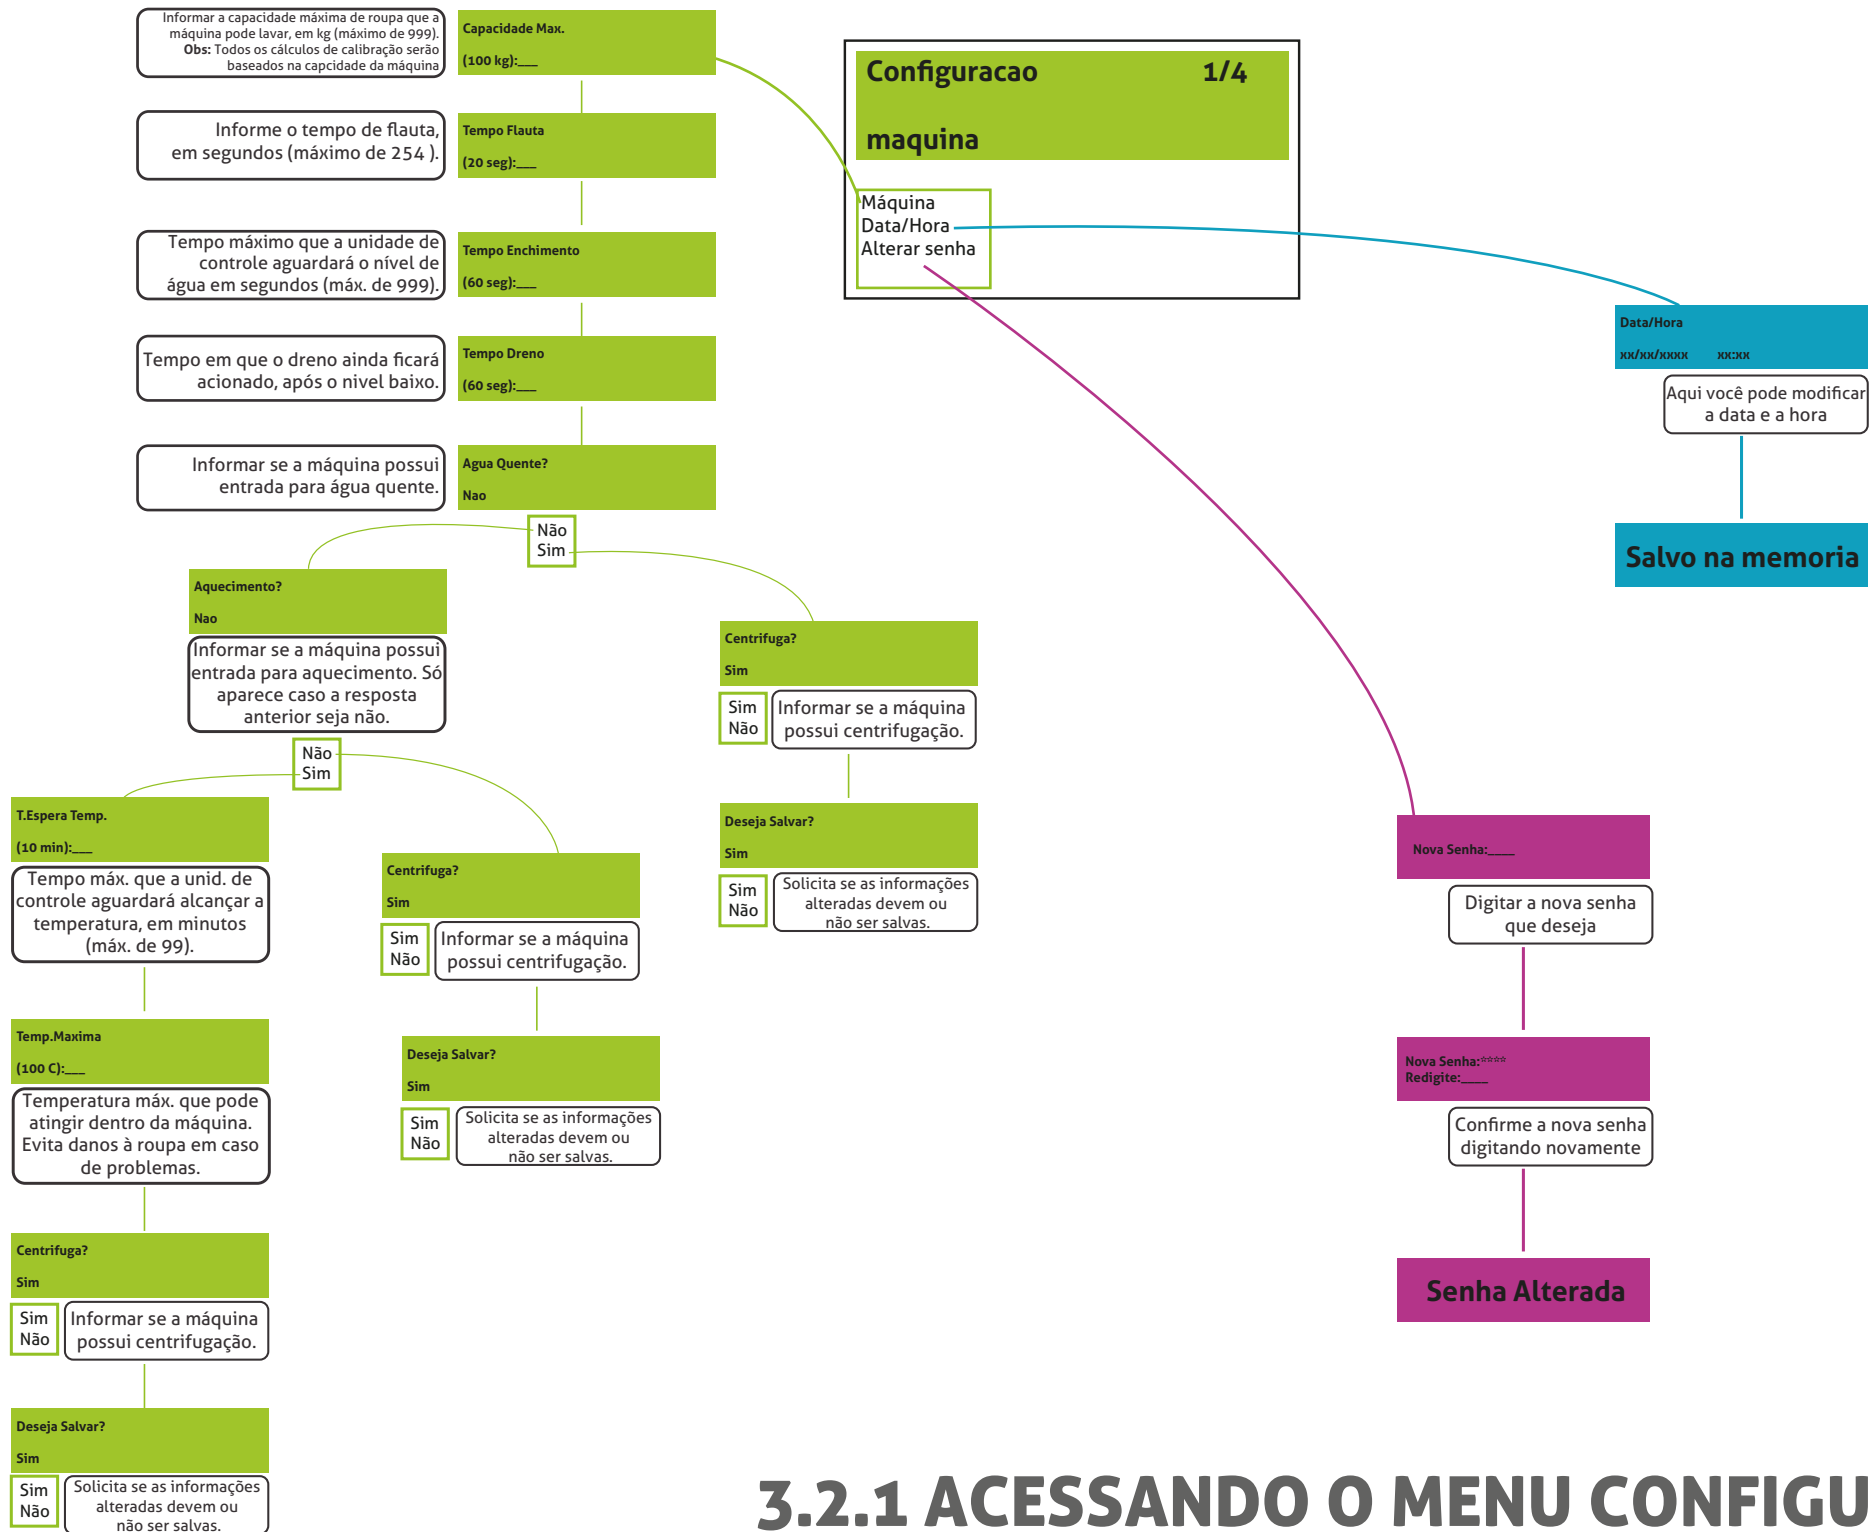 Informar a capacidade máxima de roupa que a
máquina pode lavar, em kg (máximo de 999).
Obs: Todos os cálculos de calibração serão
baseados na capcidade da máquina
Capacidade Max.
(100 kg):___
Informe o tempo de flauta,
em segundos (máximo de 254 ).
Tempo Flauta
(20 seg):___
Tempo máximo que a unidade de
controle aguardará o nível de
água em segundos (máx. de 999).
Tempo Enchimento
(60 seg):___
Tempo em que o dreno ainda ficará
acionado, após o nivel baixo.
Tempo Dreno
(60 seg):___
Informar se a máquina possui
entrada para água quente.
Agua Quente?
Nao
Não
Sim
Configuracao 1/4
maquina
Máquina
Data/Hora
Alterar senha
Aquecimento?
Nao
Informar se a máquina possui
entrada para aquecimento. Só
aparece caso a resposta
anterior seja não.
Não
Sim
T.Espera Temp.
(10 min):___
Tempo máx. que a unid. de
controle aguardará alcançar a
temperatura, em minutos
(máx. de 99).
Temp.Maxima
(100 C):___
Temperatura máx. que pode
atingir dentro da máquina.
Evita danos à roupa em caso
de problemas.
Centrifuga?
Sim
Sim
Não
Informar se a máquina
possui centrifugação.
Deseja Salvar?
Sim
Sim
Não
Solicita se as informações
alteradas devem ou
não ser salvas.
Centrifuga?
Sim
Sim
Não
Informar se a máquina
possui centrifugação.
Deseja Salvar?
Sim
Sim
Não
Solicita se as informações
alteradas devem ou
não ser salvas.
Centrifuga?
Sim
Sim
Não
Informar se a máquina
possui centrifugação.
Deseja Salvar?
Sim
Sim
Não
Solicita se as informações
alteradas devem ou
não ser salvas.
Data/Hora
xx/xx/xxxx xx:xx
Aqui você pode modificar
a data e a hora
Salvo na memoria
Nova Senha:____
Digitar a nova senha
que deseja
Nova Senha:****
Redigite:____
Confirme a nova senha
digitando novamente
Senha Alterada
3.2.1 ACESSANDO O MENU CONFIGU